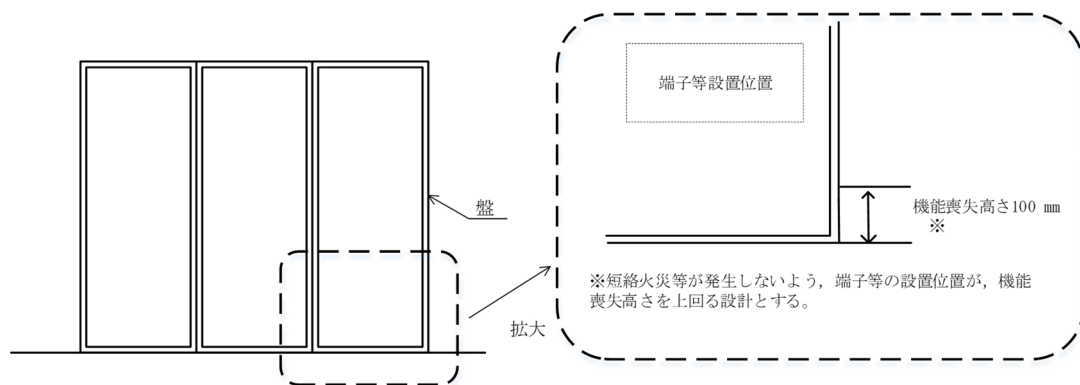 盤
拡大
端子等設置位置
機能喪失高さ100 mm
※
※短絡火災等が発生しないよう，端子等の設置位置が，機能
喪失高さを上回る設計とする。